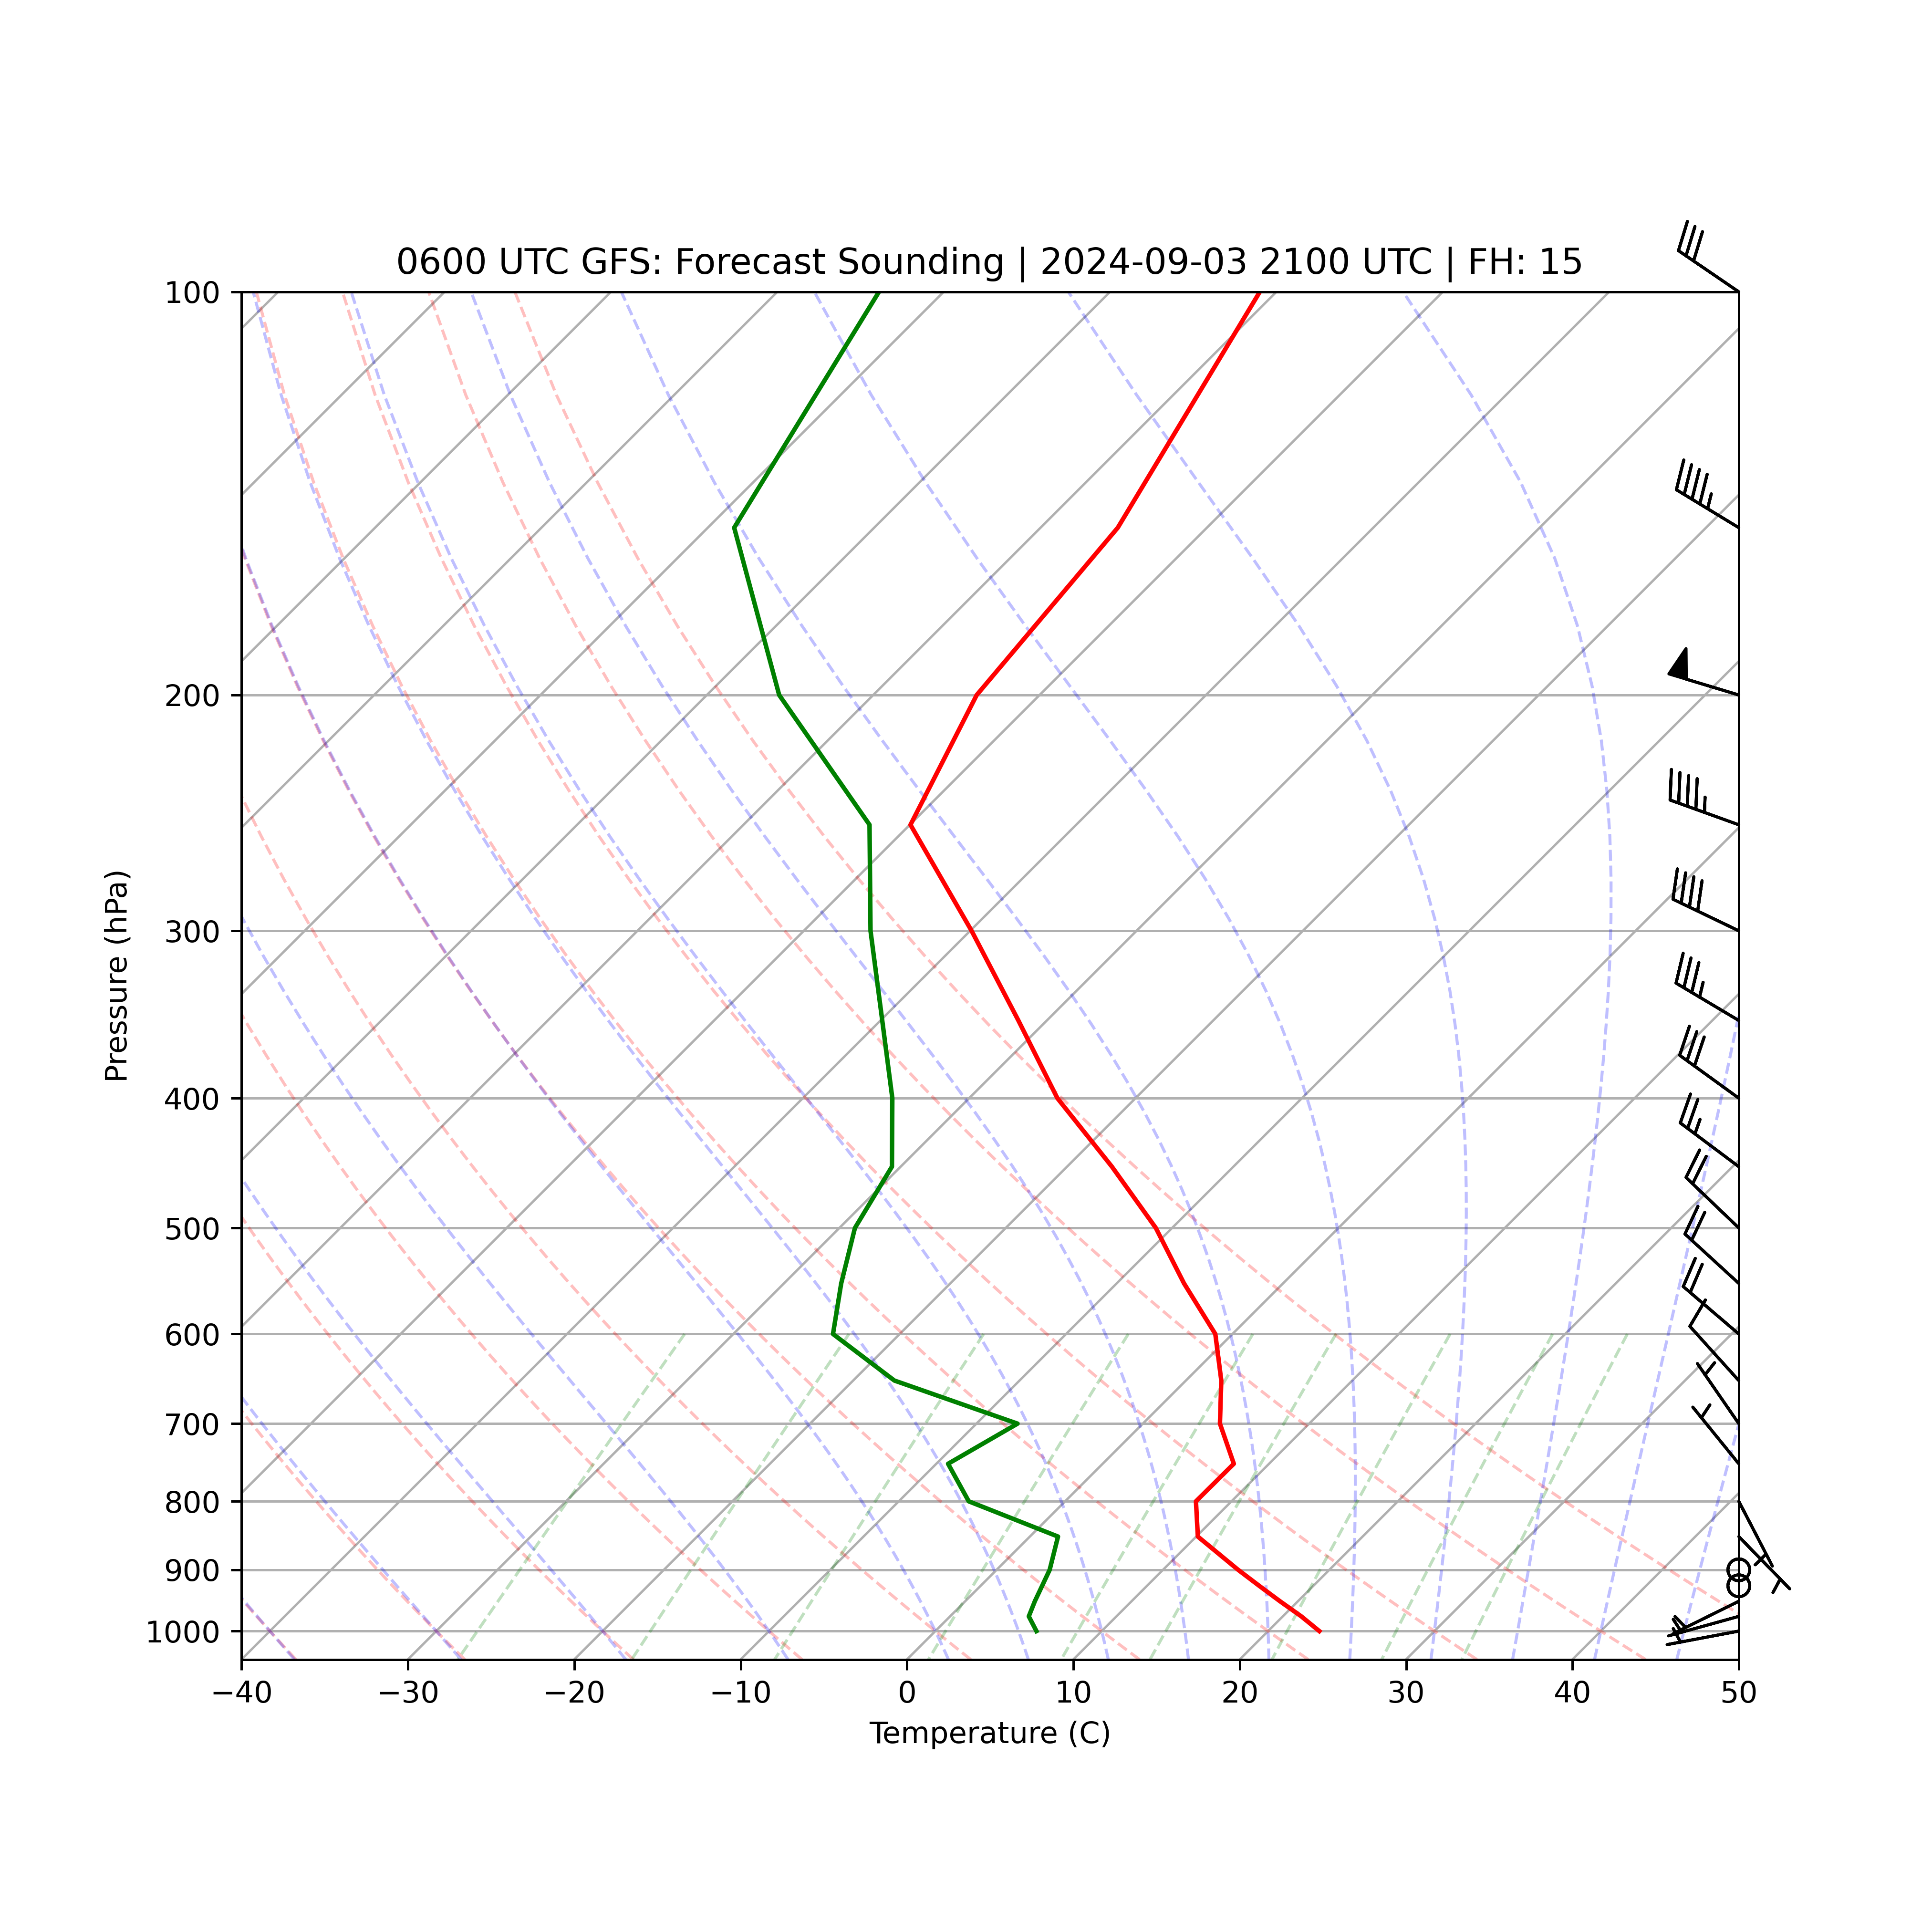 0600 UTC GFS: Forecast Sounding | 2024-09-03 2100 UTC | FH: 15
100
200
300
400
500
600
700
800
900
1000
Pressure (hPa)
−40 −30 −20 −10 0 10 20 30 40 50
Temperature (C)